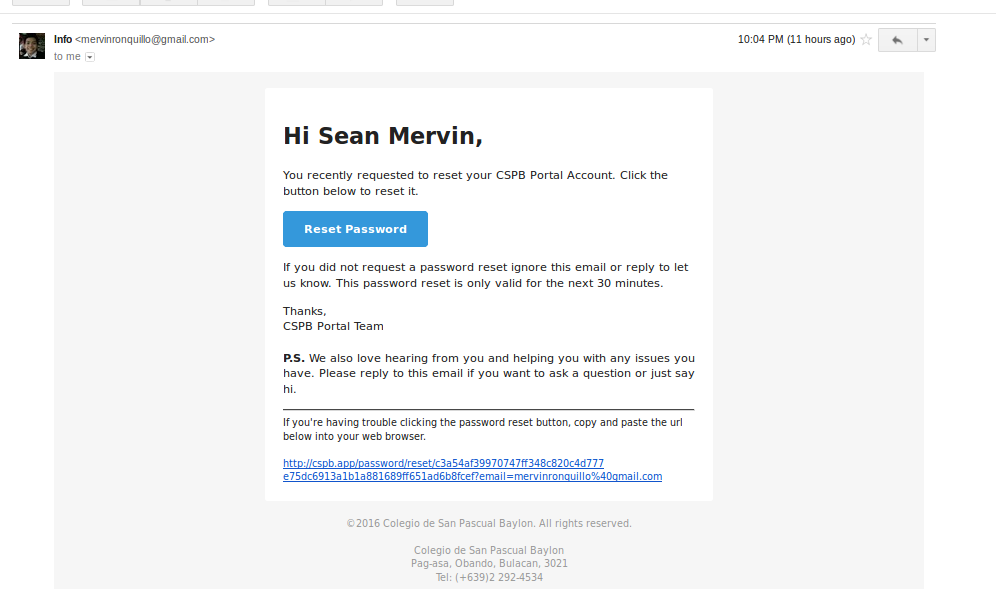 Info <mervinronquillo@gmail.com>
10:04 PM (11 hours ago)
to me
Hi Sean Mervin,
You recently requested to reset your CSPB Portal Account. Click the
button below to reset it.
Reset Password
If you did not request a password reset ignore this email or reply to let
us know. This password reset is only valid for the next 30 minutes.
Thanks,
CSPB Portal Team
P.S. We also love hearing from you and helping you with any issues you
have. Please reply to this email if you want to ask a question or just say
hi.
If you're having trouble clicking the password reset button, copy and paste the url
below into your web browser.
http://cspb.app/password/reset/c3a54af39970747ff348c820c4d777
e75dc6913a1b1a881689ff651ad6b8fcef?email=mervinronquillo%40gmail.com
©2016 Colegio de San Pascual Baylon. All rights reserved.
Colegio de San Pascual Baylon
Pag-asa, Obando, Bulacan, 3021
Tel: (+639)2 292-4534